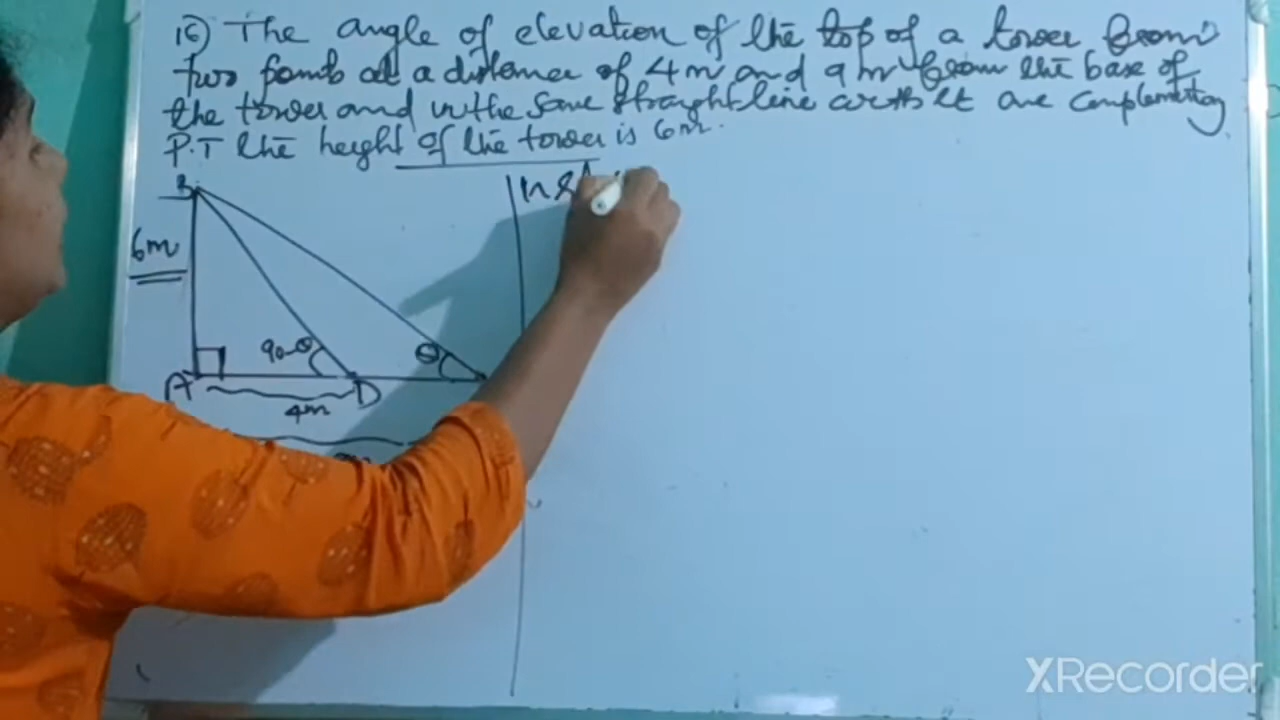 16) The angle of elevation of the top of a tower from
two points at a distance of 4m and 9m from the base of
the tower and in the same straight line with it are complementary
P.T the height of the tower is 6m.
B
6m
90-θ
θ
A
D
4m
In
XRecorder